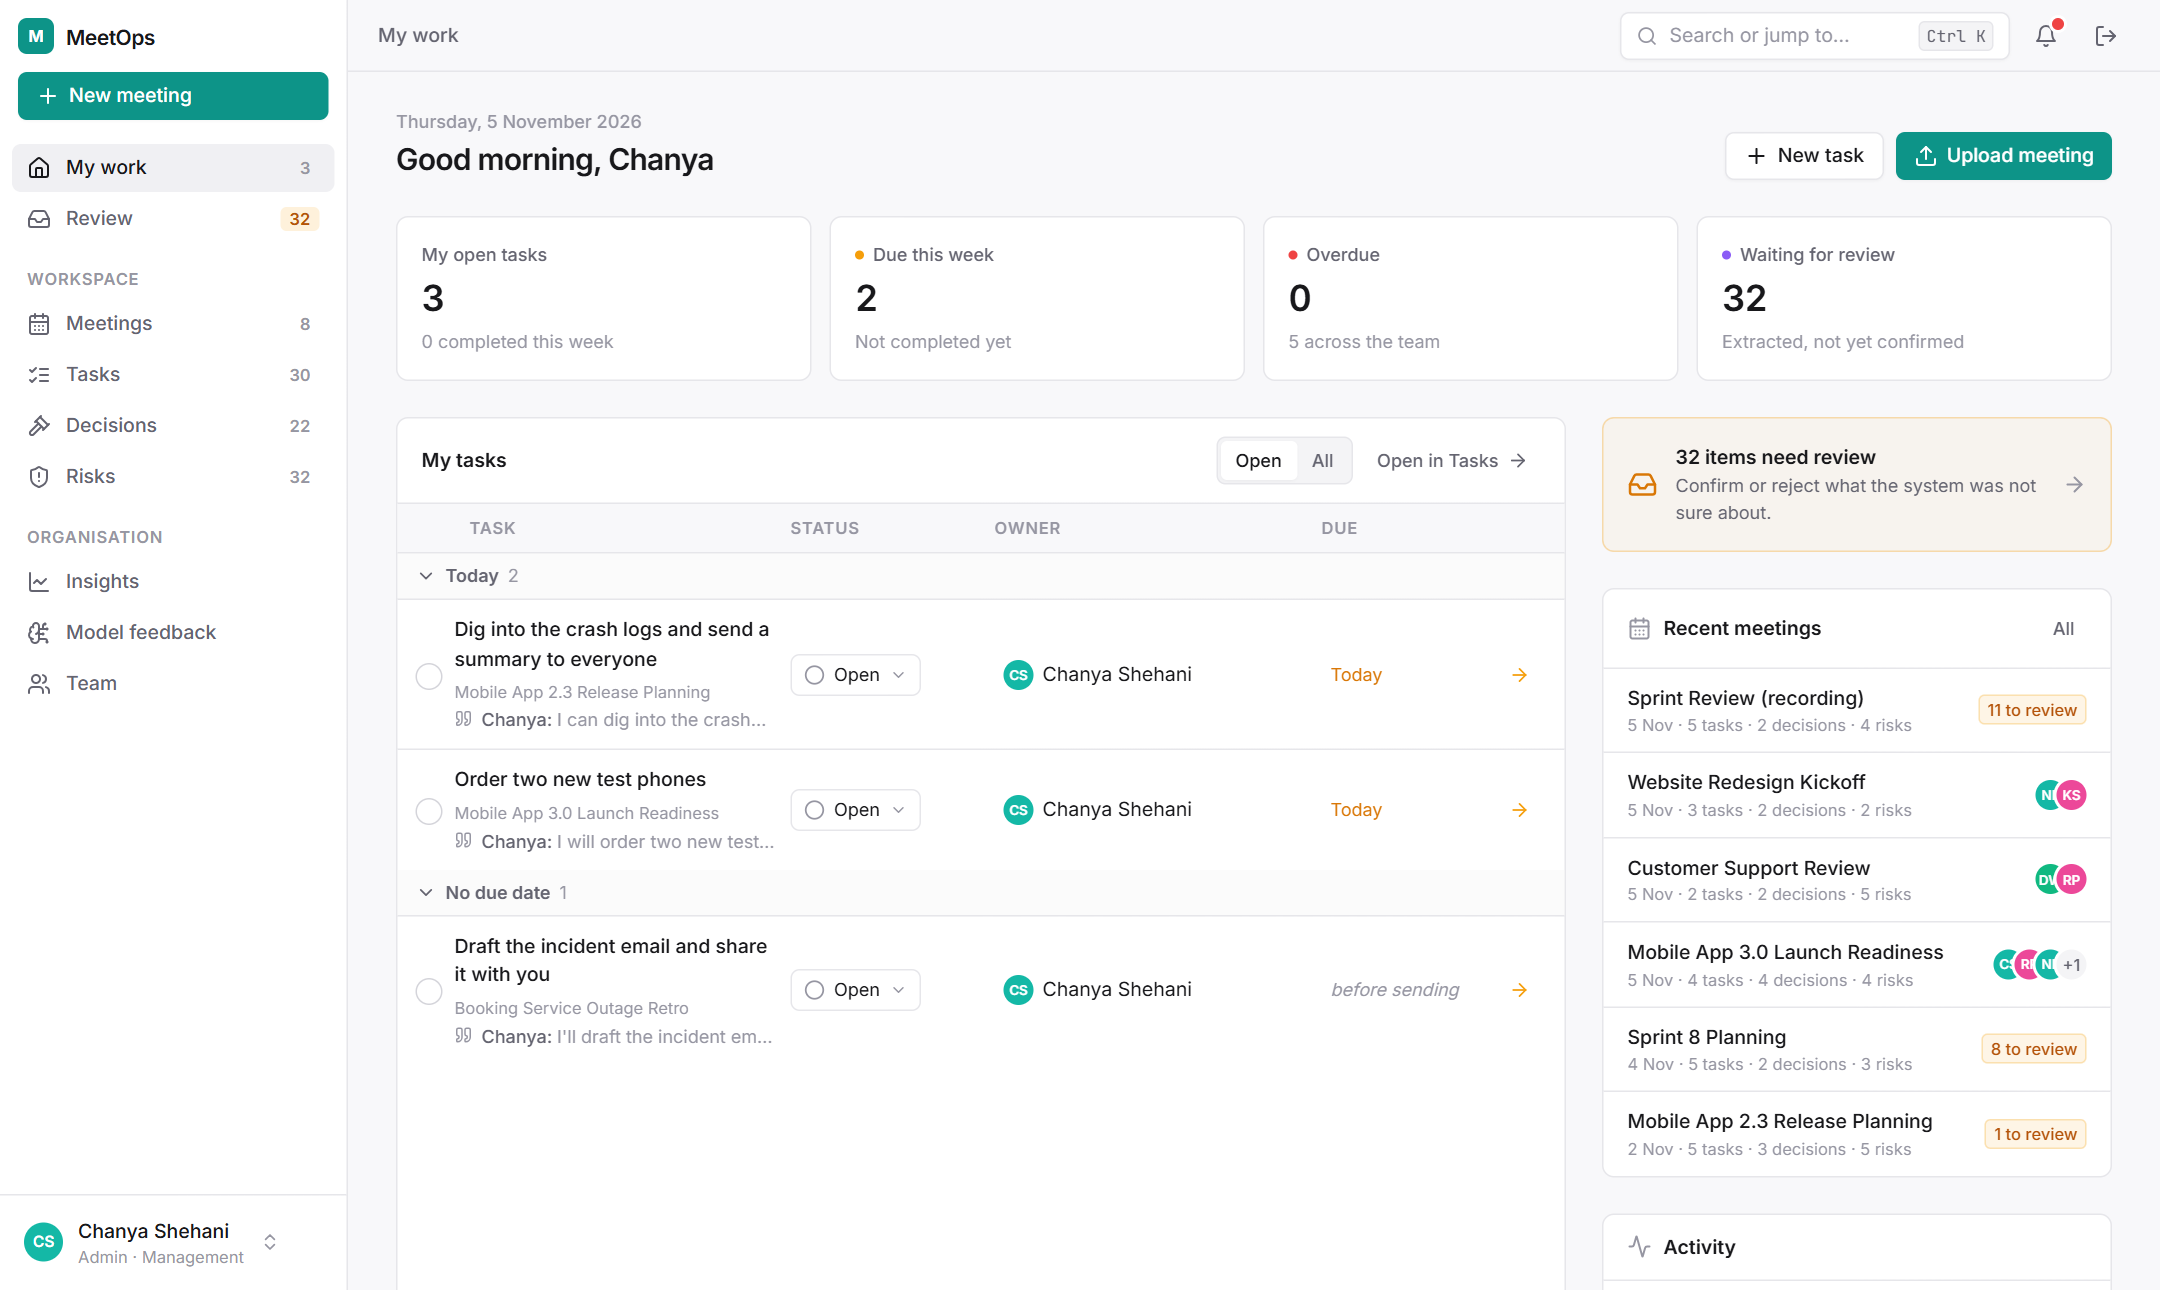 M MeetOps
New meeting
My work 3
Review 32
WORKSPACE
Meetings 8
Tasks 30
Decisions 22
Risks 32
ORGANISATION
Insights
Model feedback
Team
CS Chanya Shehani
Admin · Management
My work
Search or jump to... Ctrl K
Thursday, 5 November 2026
Good morning, Chanya
New task
Upload meeting
My open tasks
3
0 completed this week
Due this week
2
Not completed yet
Overdue
0
5 across the team
Waiting for review
32
Extracted, not yet confirmed
My tasks
Open All Open in Tasks
TASK STATUS OWNER DUE
Today 2
Dig into the crash logs and send a
summary to everyone
Mobile App 2.3 Release Planning
Chanya: I can dig into the crash...
Open
CS Chanya Shehani
Today
Order two new test phones
Mobile App 3.0 Launch Readiness
Chanya: I will order two new test...
Open
CS Chanya Shehani
Today
No due date 1
Draft the incident email and share
it with you
Booking Service Outage Retro
Chanya: I'll draft the incident em...
Open
CS Chanya Shehani
before sending
32 items need review
Confirm or reject what the system was not
sure about.
Recent meetings All
Sprint Review (recording)
5 Nov · 5 tasks · 2 decisions · 4 risks
11 to review
Website Redesign Kickoff
5 Nov · 3 tasks · 2 decisions · 2 risks
KS
Customer Support Review
5 Nov · 2 tasks · 2 decisions · 5 risks
RP
Mobile App 3.0 Launch Readiness
5 Nov · 4 tasks · 4 decisions · 4 risks
+1
Sprint 8 Planning
4 Nov · 5 tasks · 2 decisions · 3 risks
8 to review
Mobile App 2.3 Release Planning
2 Nov · 5 tasks · 3 decisions · 5 risks
1 to review
Activity